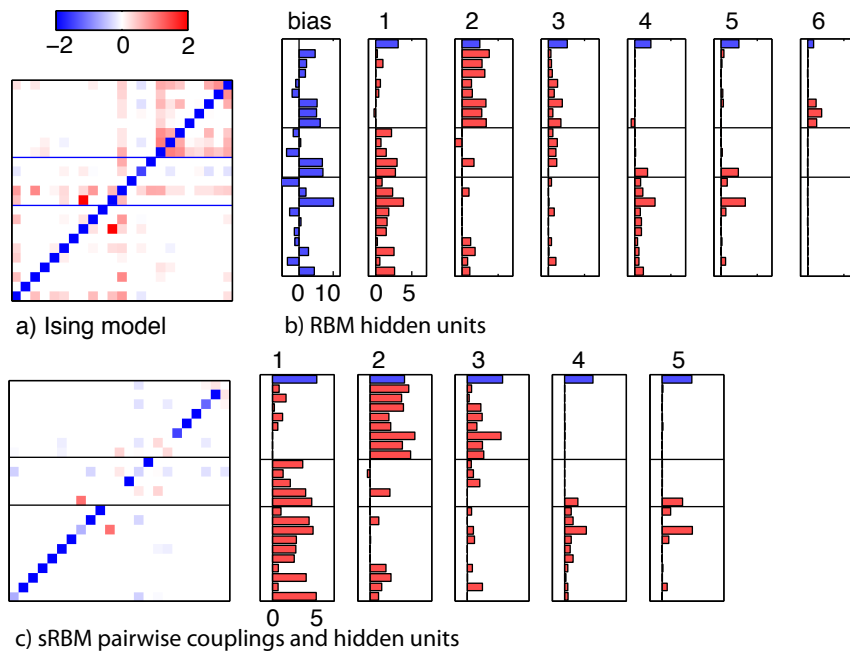 bias 1 2 3 4 5 6
−2 0 2
0 10 0 5
a) Ising model
b) RBM hidden units
1 2 3 4 5
0 5
c) sRBM pairwise couplings and hidden units